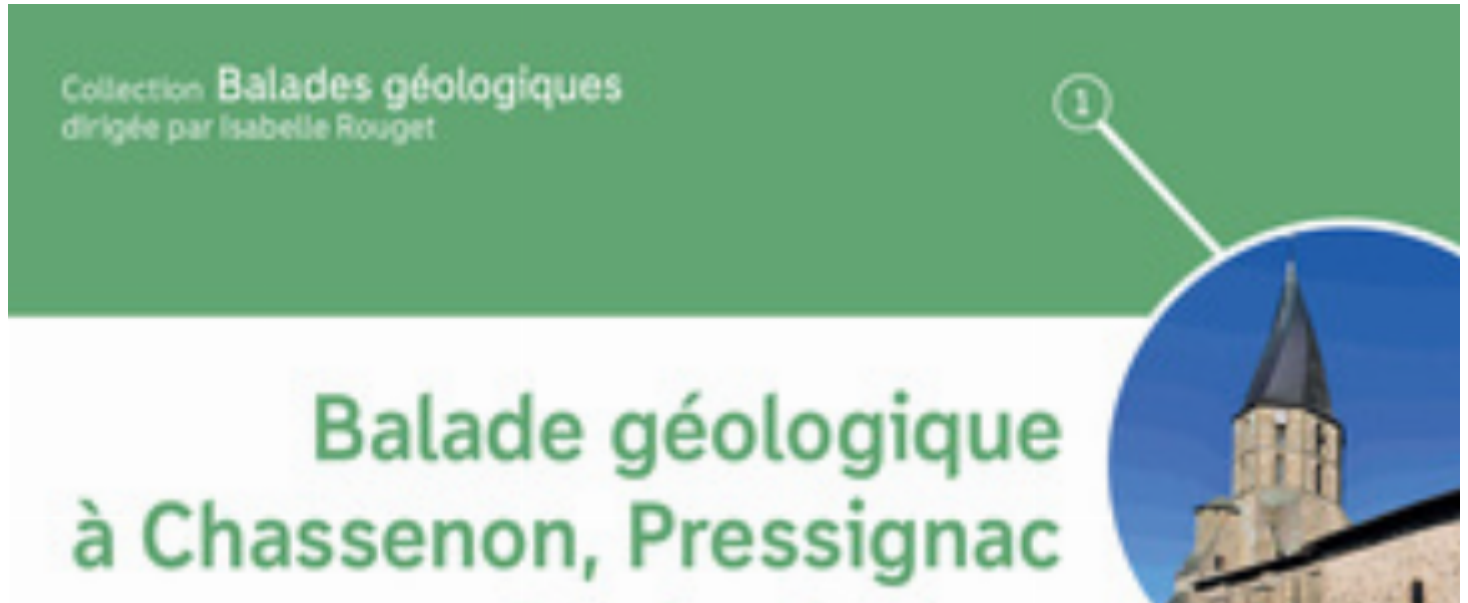 Collection Balades géologiques
dirigée par Isabelle Rouget
1
Balade géologique
à Chassenon, Pressignac